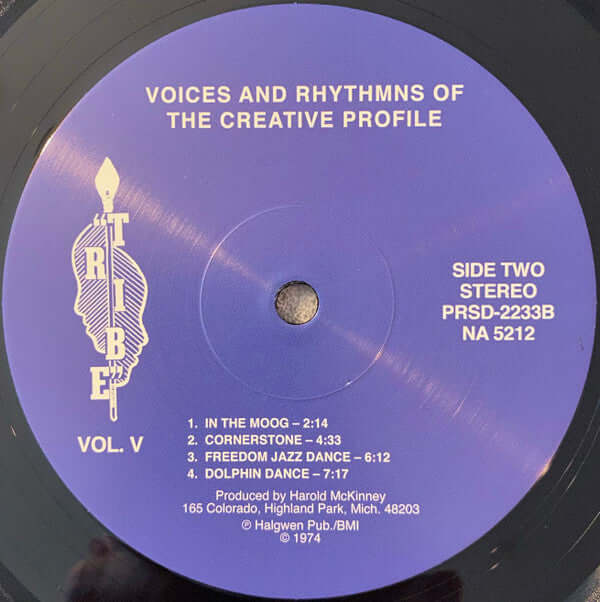 VOICES AND RHYTHMNS OF
THE CREATIVE PROFILE
"TRIBE"
VOL. V
SIDE TWO
STEREO
PRSD-2233B
NA 5212
1. IN THE MOOG – 2:14
2. CORNERSTONE – 4:33
3. FREEDOM JAZZ DANCE – 6:12
4. DOLPHIN DANCE – 7:17
Produced by Harold McKinney
165 Colorado, Highland Park, Mich. 48203
℗ Halgwen Pub./BMI
© 1974